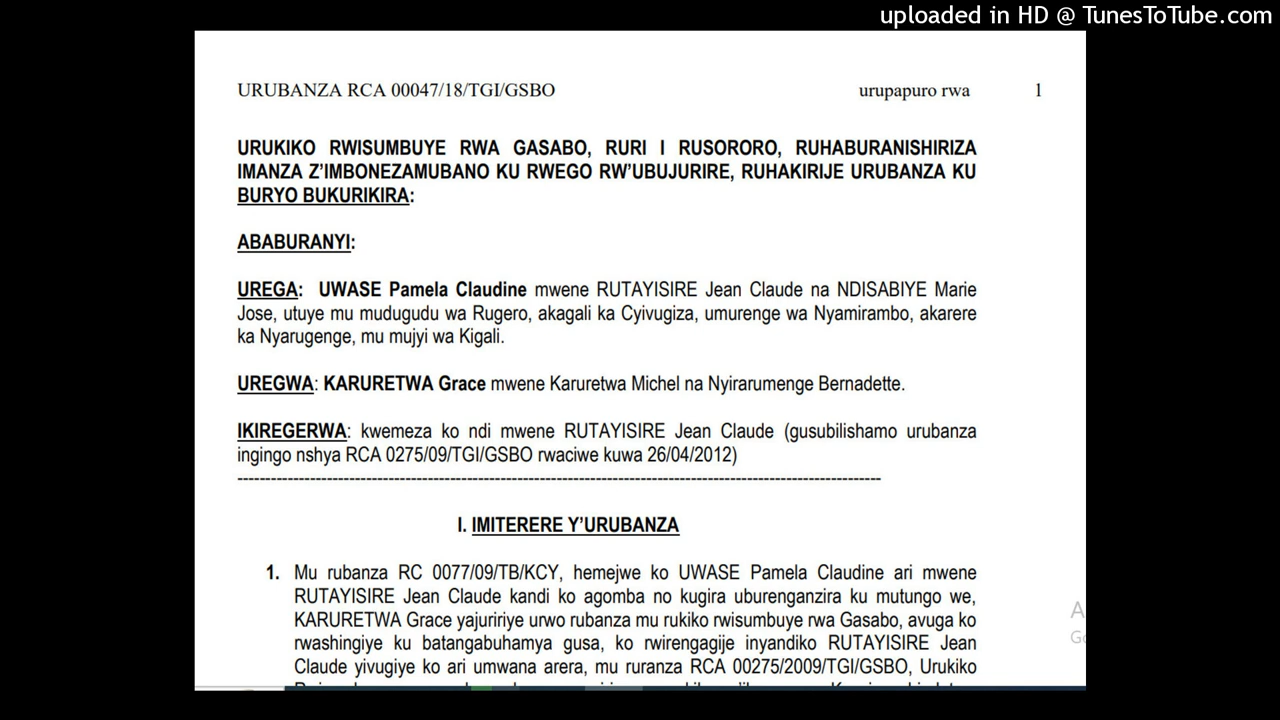 uploaded in HD @ TunesToTube.com
URUBANZA RCA 00047/18/TGI/GSBO urupapuro rwa 1
URUKIKO RWISUMBUYE RWA GASABO, RURI I RUSORORO, RUHABURANISHIRIZA
IMANZA Z’IMBONEZAMUBANO KU RWEGO RW’UBUJURIRE, RUHAKIRIJE URUBANZA KU
BURYO BUKURIKIRA:
ABABURANYI:
UREGA: UWASE Pamela Claudine mwene RUTAYISIRE Jean Claude na NDISABIYE Marie
Jose, utuye mu mudugudu wa Rugero, akagali ka Cyivugiza, umurenge wa Nyamirambo, akarere
ka Nyarugenge, mu mujyi wa Kigali.
UREGWA: KARURETWA Grace mwene Karuretwa Michel na Nyirarumenge Bernadette.
IKIREGERWA: kwemeza ko ndi mwene RUTAYISIRE Jean Claude (gusubilishamo urubanza
ingingo nshya RCA 0275/09/TGI/GSBO rwaciwe kuwa 26/04/2012)
I. IMITERERE Y’URUBANZA
1. Mu rubanza RC 0077/09/TB/KCY, hemejwe ko UWASE Pamela Claudine ari mwene
RUTAYISIRE Jean Claude kandi ko agomba no kugira uburenganzira ku mutungo we,
KARURETWA Grace yajuririye urwo rubanza mu rukiko rwisumbuye rwa Gasabo, avuga ko
rwashingiye ku batangabuhamya gusa, ko rwirengagije inyandiko RUTAYISIRE Jean
Claude yivugiye ko ari umwana arera, mu ruranza RCA 00275/2009/TGI/GSBO, Urukiko